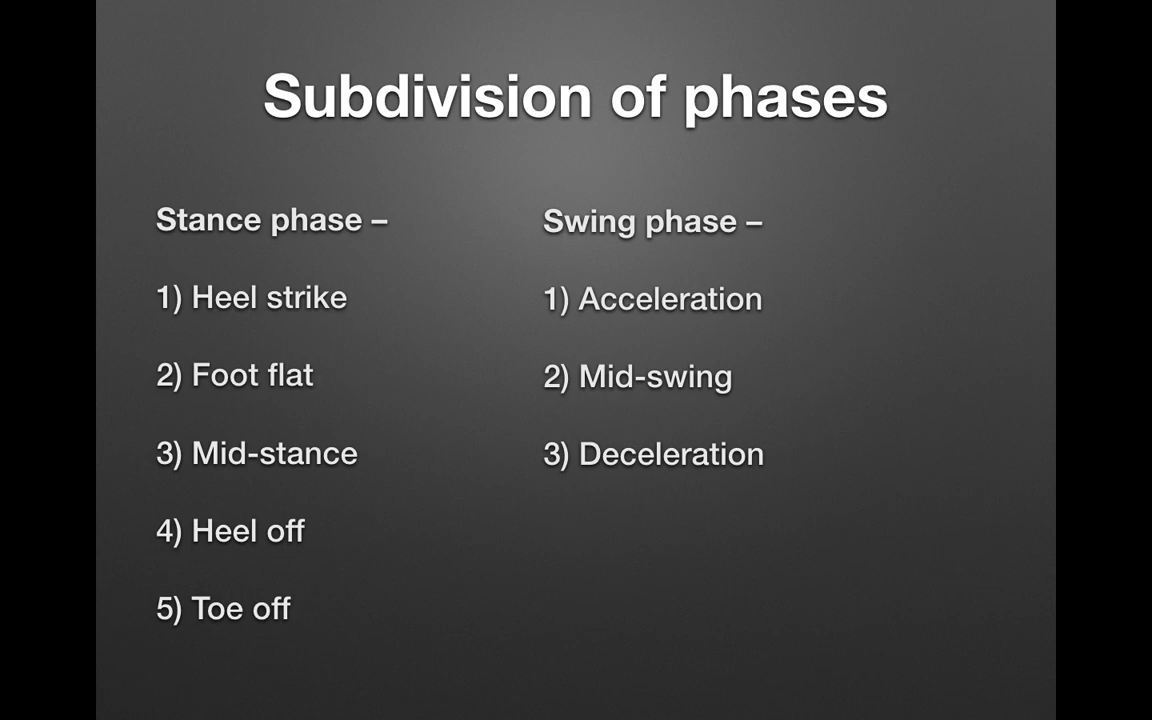 Subdivision of phases
Stance phase –
1) Heel strike
2) Foot flat
3) Mid-stance
4) Heel off
5) Toe off
Swing phase –
1) Acceleration
2) Mid-swing
3) Deceleration